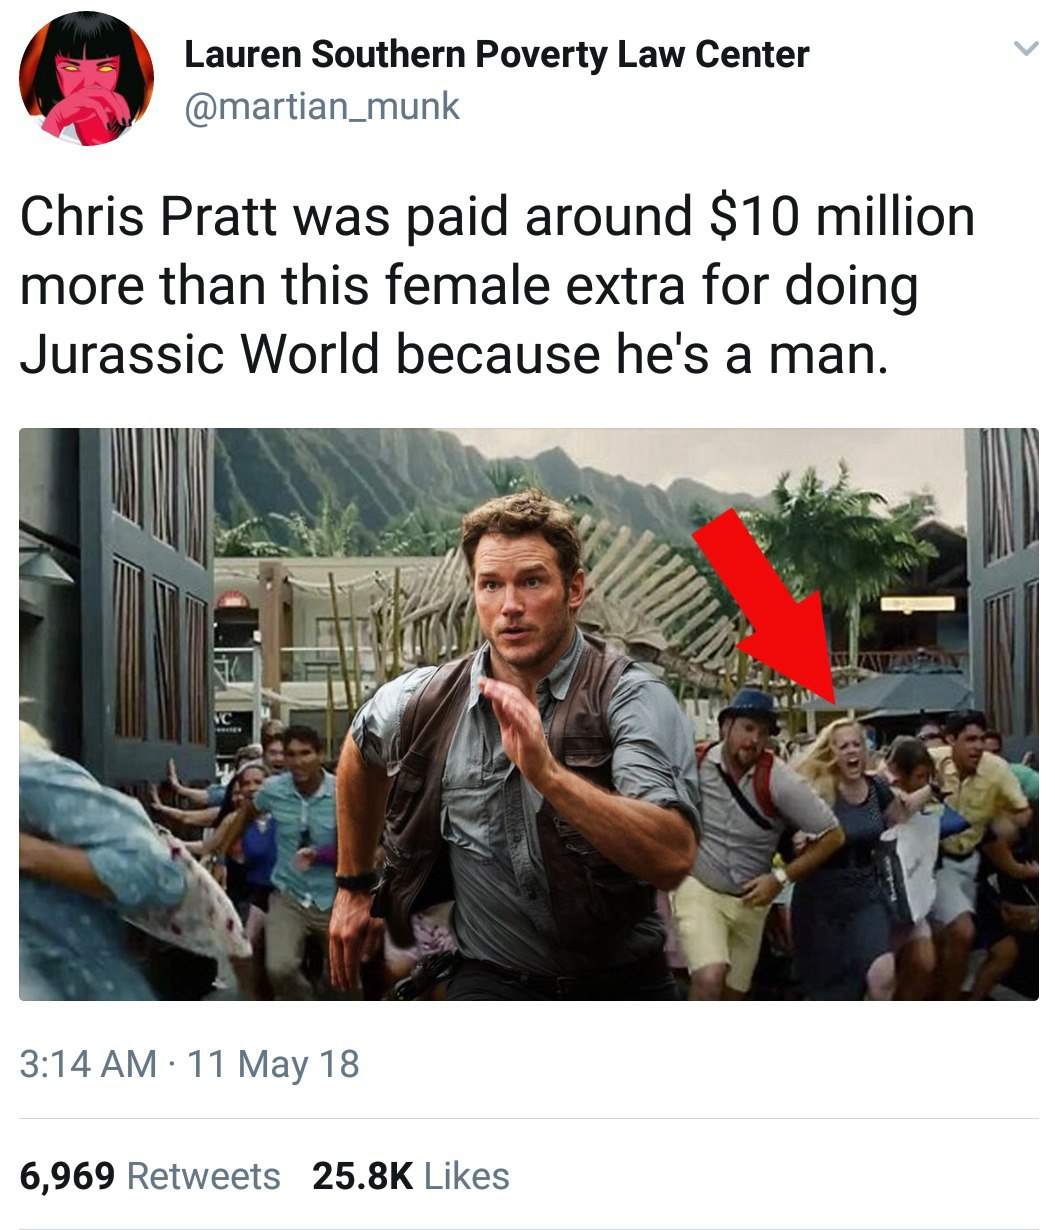 Lauren Southern Poverty Law Center
@martian_munk
Chris Pratt was paid around $10 million
more than this female extra for doing
Jurassic World because he's a man.
VC
3:14 AM · 11 May 18
6,969 Retweets 25.8K Likes